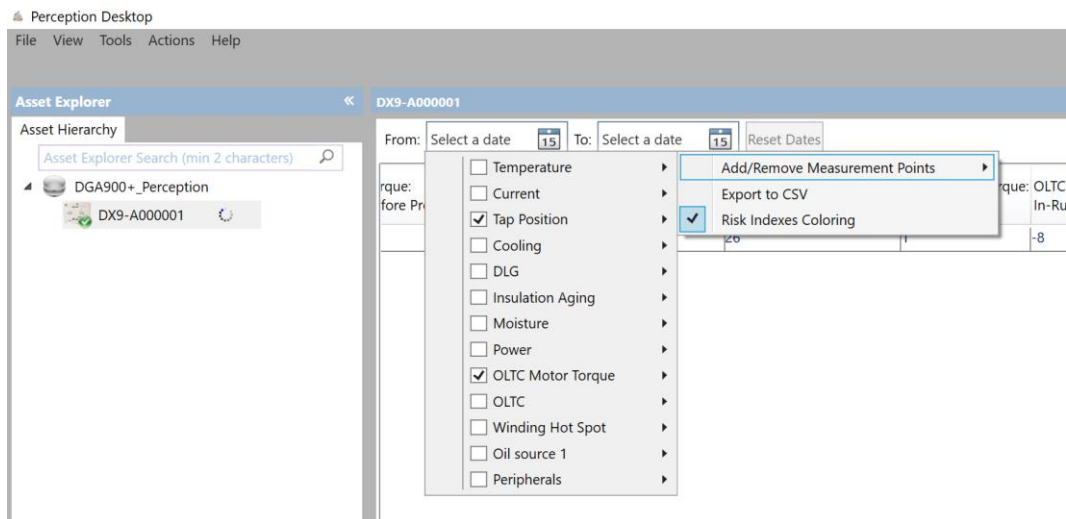 Perception Desktop
File View Tools Actions Help
Asset Explorer «
DX9-A000001
Asset Hierarchy
Asset Explorer Search (min 2 characters)
DGA900+_Perception
DX9-A000001
From: Select a date 15 To: Select a date 15 Reset Dates
Temperature
Current
Tap Position
Cooling
DLG
Insulation Aging
Moisture
Power
OLTC Motor Torque
OLTC
Winding Hot Spot
Oil source 1
Peripherals
Add/Remove Measurement Points
Export to CSV
Risk Indexes Coloring
rque:
fore Pr
rque: OLTC
In-Ru
26
-8